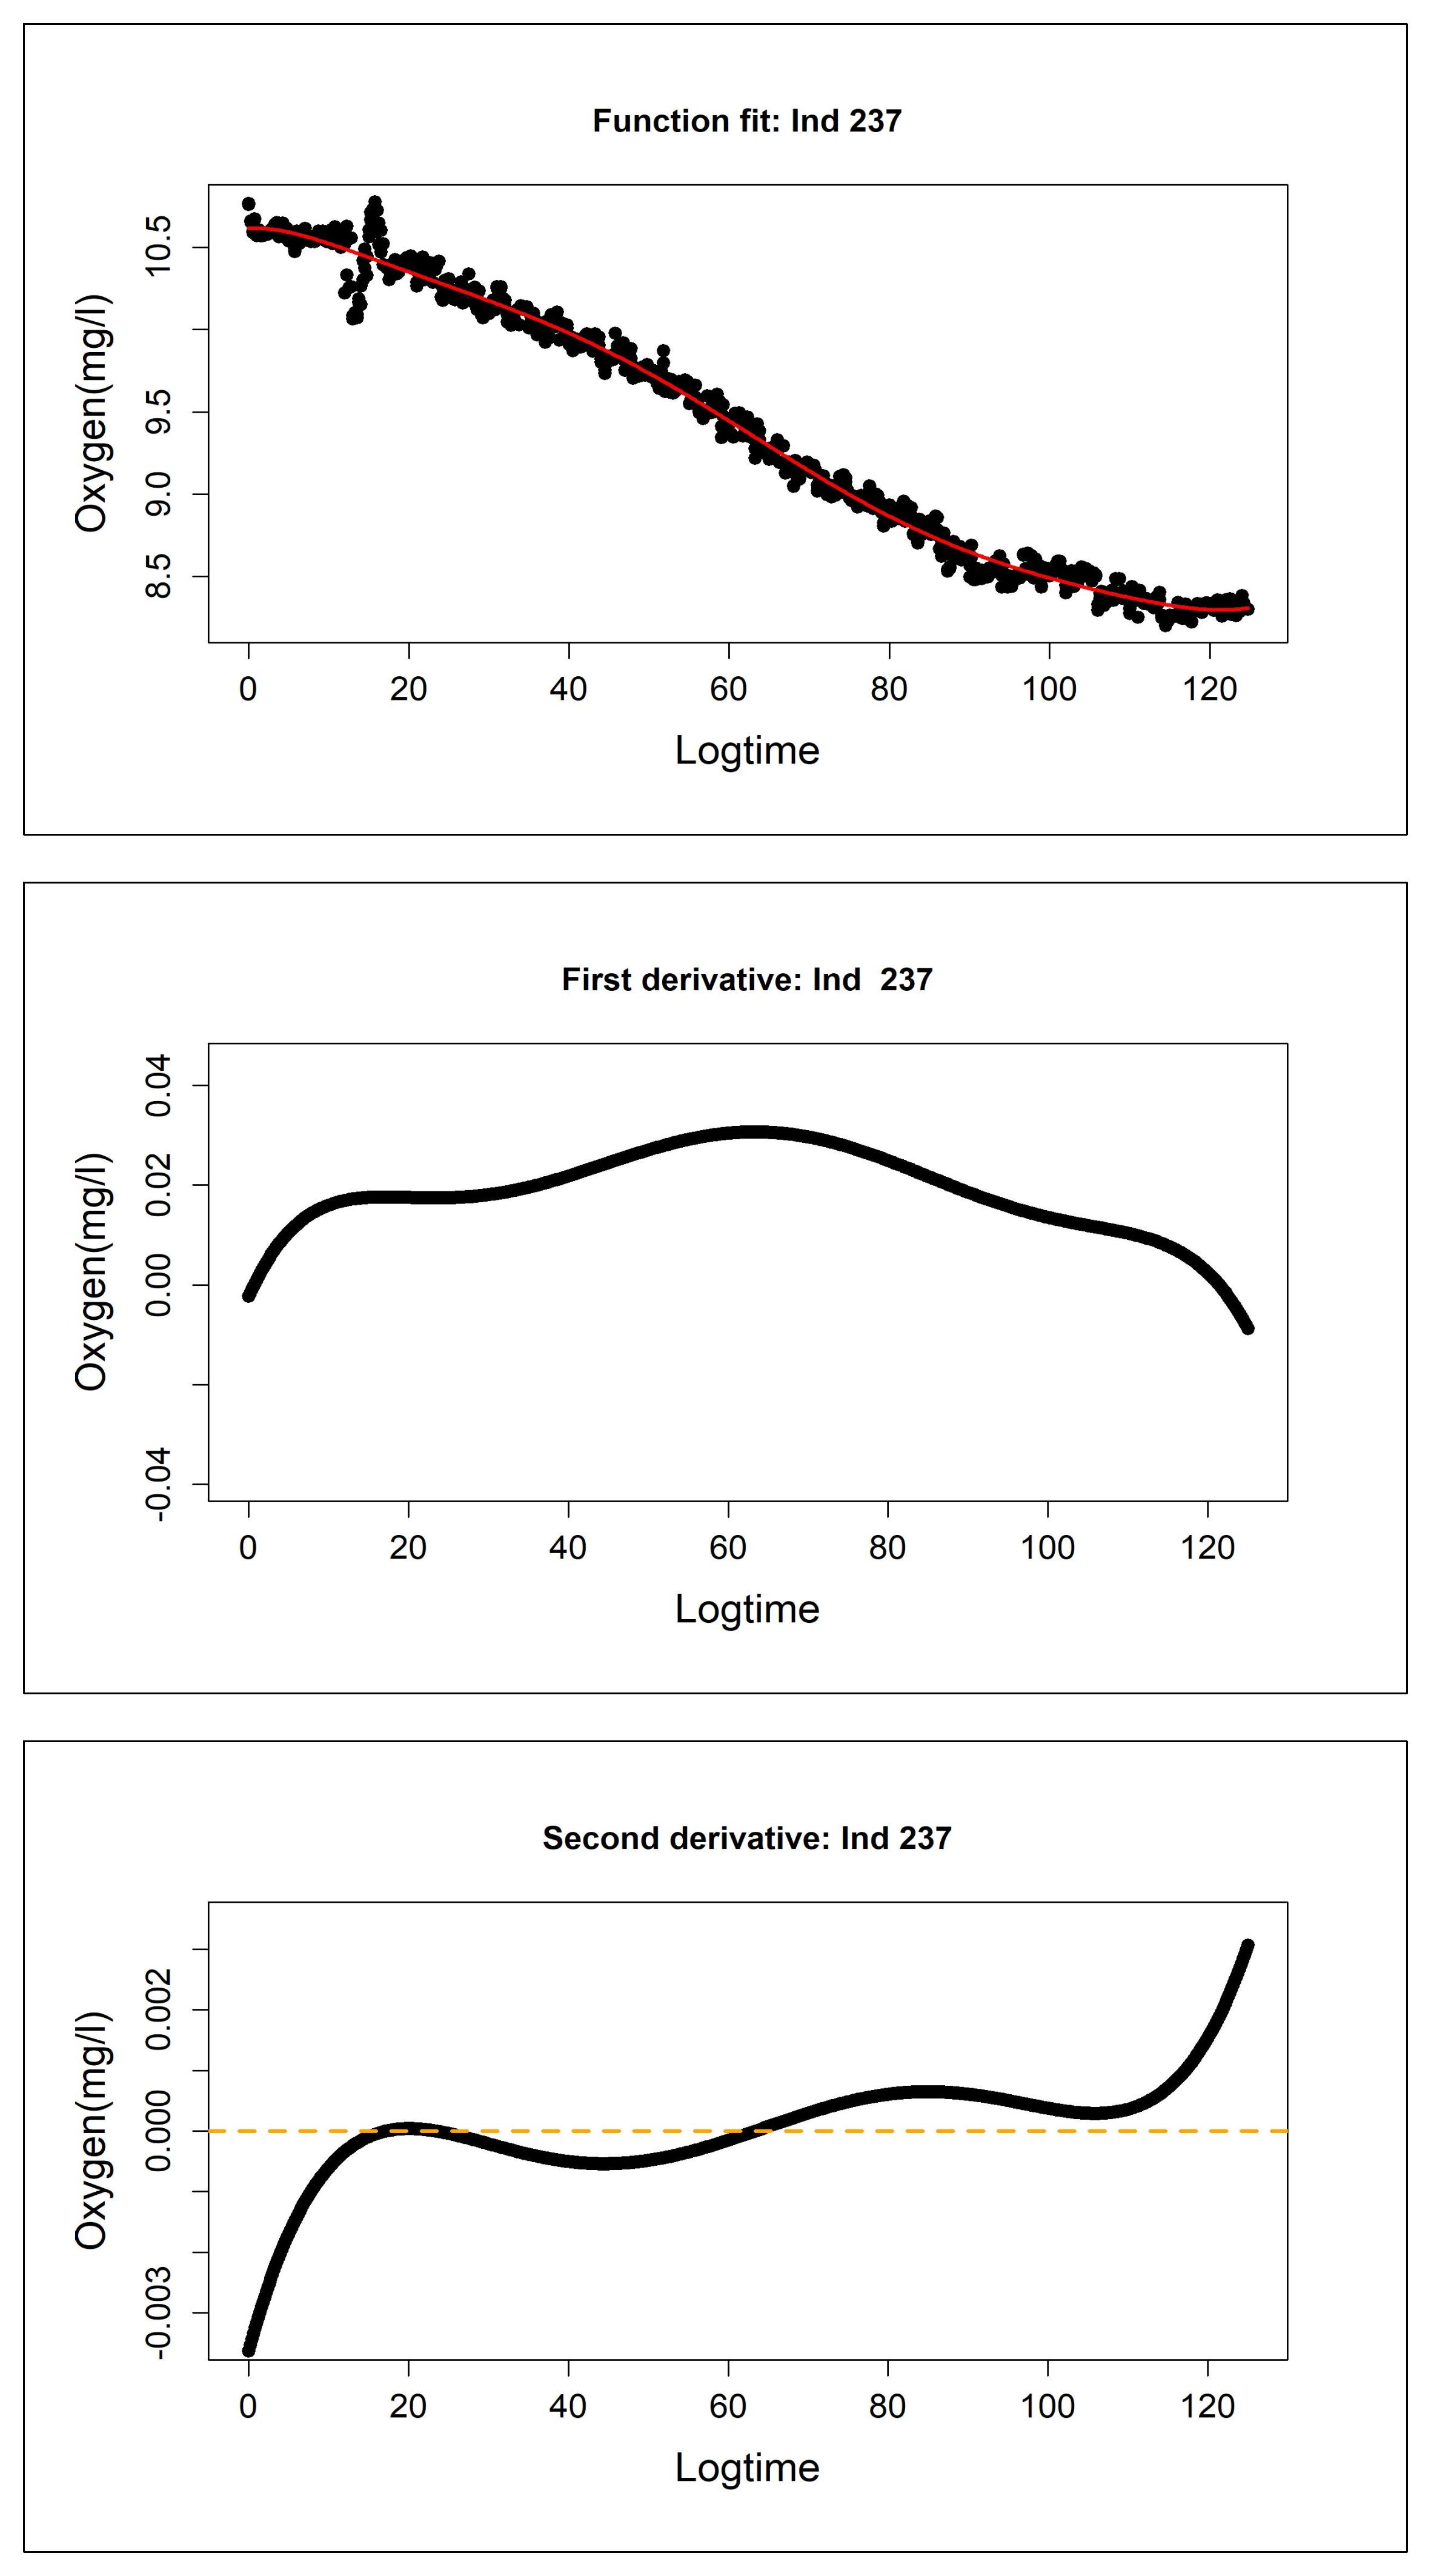 Function fit: Ind 237
Oxygen(mg/l)
10.5
9.5
9.0
8.5
0 20 40 60 80 100 120
Logtime
First derivative: Ind  237
Oxygen(mg/l)
0.04
0.02
0.00
-0.04
0 20 40 60 80 100 120
Logtime
Second derivative: Ind 237
Oxygen(mg/l)
0.002
0.000
-0.003
0 20 40 60 80 100 120
Logtime